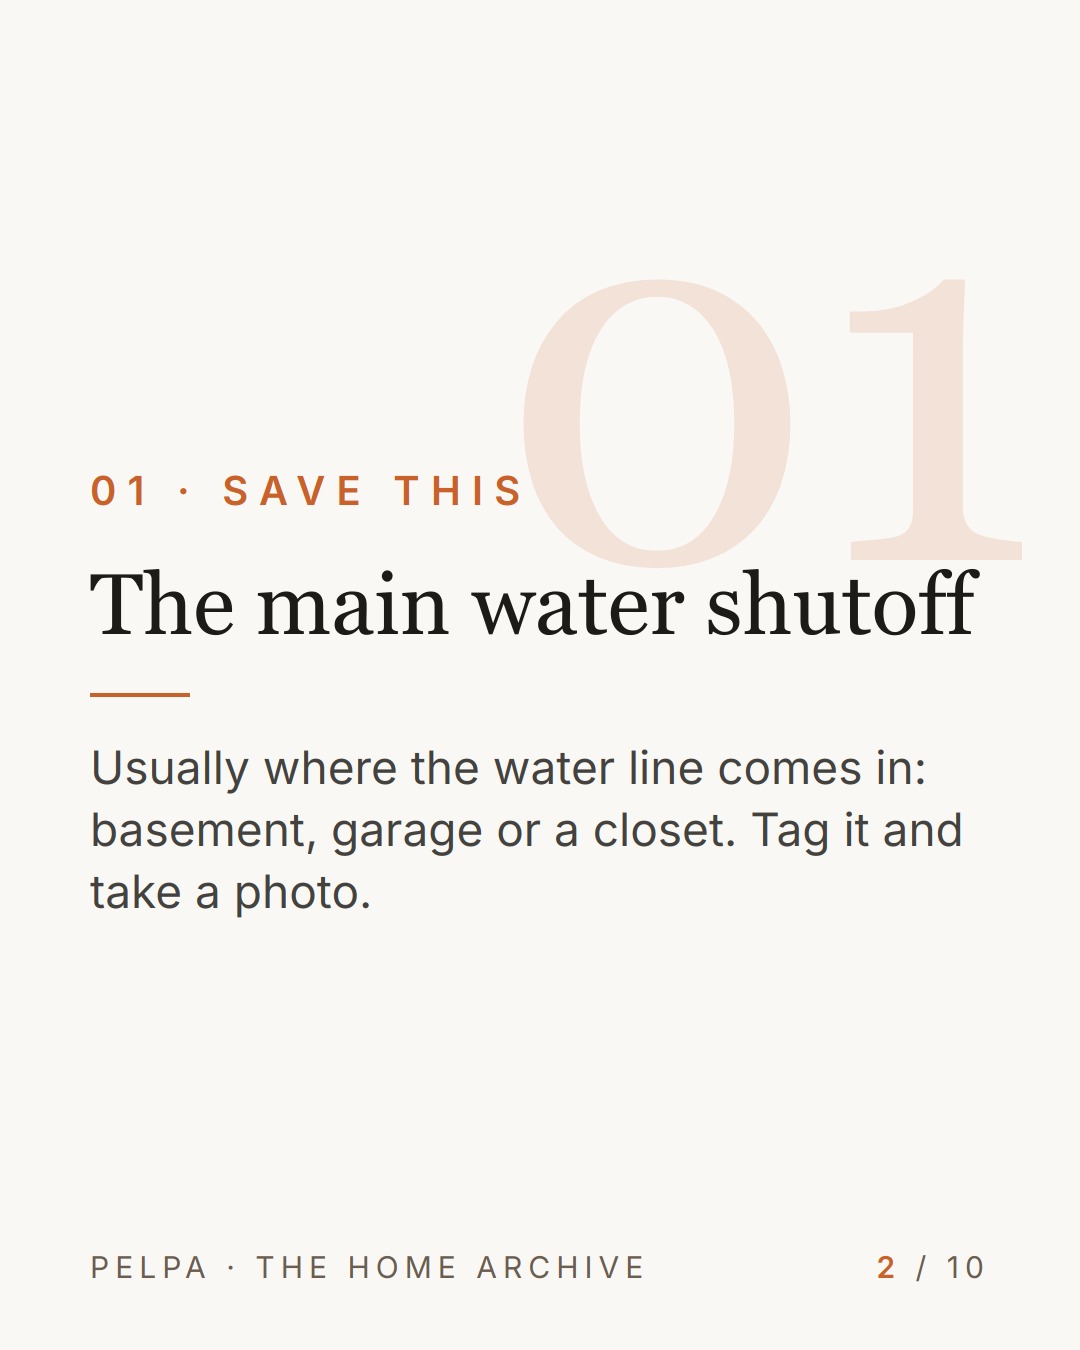 01
01 · SAVE THIS
The main water shutoff
Usually where the water line comes in:
basement, garage or a closet. Tag it and
take a photo.
PELPA · THE HOME ARCHIVE
2 / 10